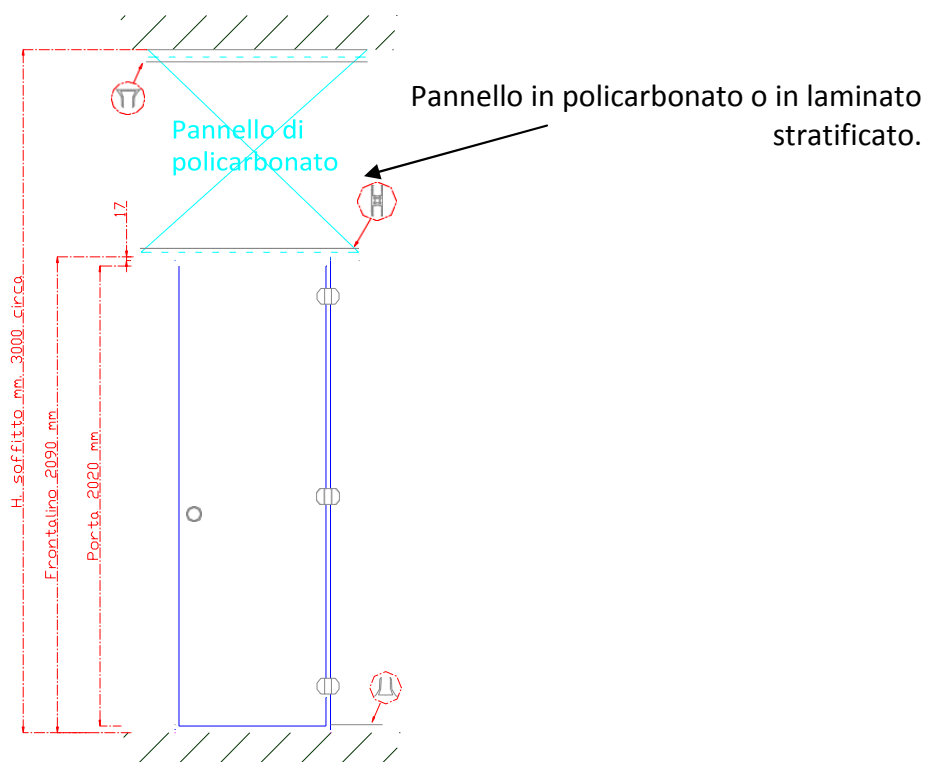 Pannello in policarbonato o in laminato
stratificato.
Pannello di
policarbonato
17
H. soffitto mm. 3000 circa
Frontalino 2090 mm
Porta 2020 mm